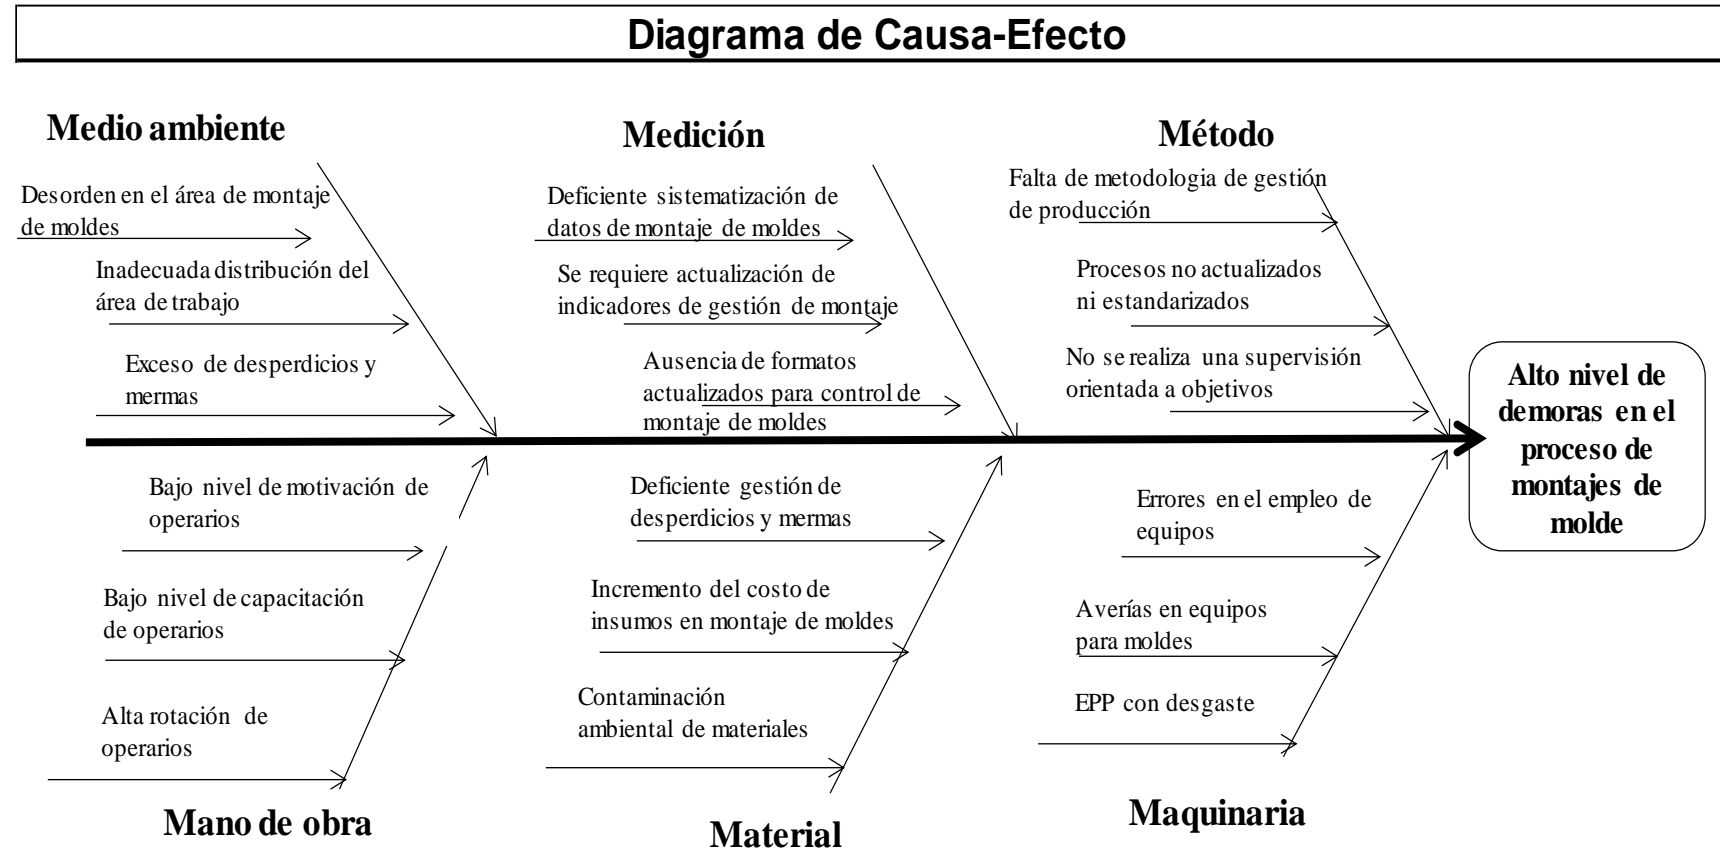 Diagrama de Causa-Efecto
Medio ambiente
Desorden en el área de montaje
de moldes
Inadecuada distribución del
área de trabajo
Exceso de desperdicios y
mermas
Medición
Deficiente sistematización de
datos de montaje de moldes
Se requiere actualización de
indicadores de gestión de montaje
Ausencia de formatos
actualizados para control de
montaje de moldes
Método
Falta de metodologia de gestión
de producción
Procesos no actualizados
ni estandarizados
No se realiza una supervisión
orientada a objetivos
Alto nivel de
demoras en el
proceso de
montajes de
molde
Bajo nivel de motivación de
operarios
Bajo nivel de capacitación
de operarios
Alta rotación de
operarios
Mano de obra
Deficiente gestión de
desperdicios y mermas
Incremento del costo de
insumos en montaje de moldes
Contaminación
ambiental de materiales
Material
Errores en el empleo de
equipos
Averías en equipos
para moldes
EPP con desgaste
Maquinaria